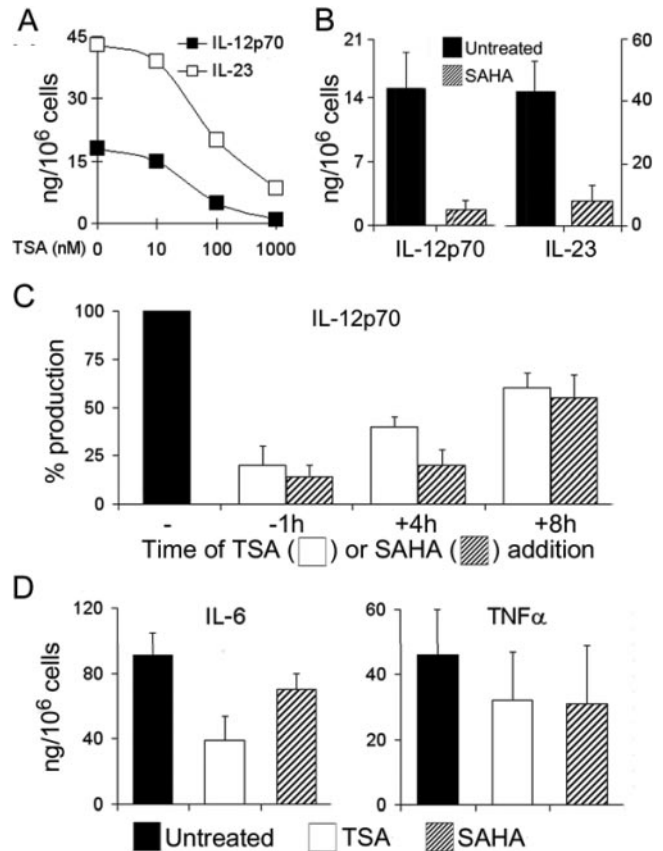 A
45
30
15
0
ng/10⁶ cells
IL-12p70
IL-23
TSA (nM) 0 10 100 1000
B
21
14
7
0
ng/10⁶ cells
Untreated
SAHA
60
40
20
0
IL-12p70 IL-23
C
IL-12p70
100
75
50
25
0
% production
- -1h +4h +8h
Time of TSA ( ) or SAHA ( ) addition
D
IL-6
120
80
40
0
ng/10⁶ cells
TNFα
60
40
20
0
Untreated TSA SAHA